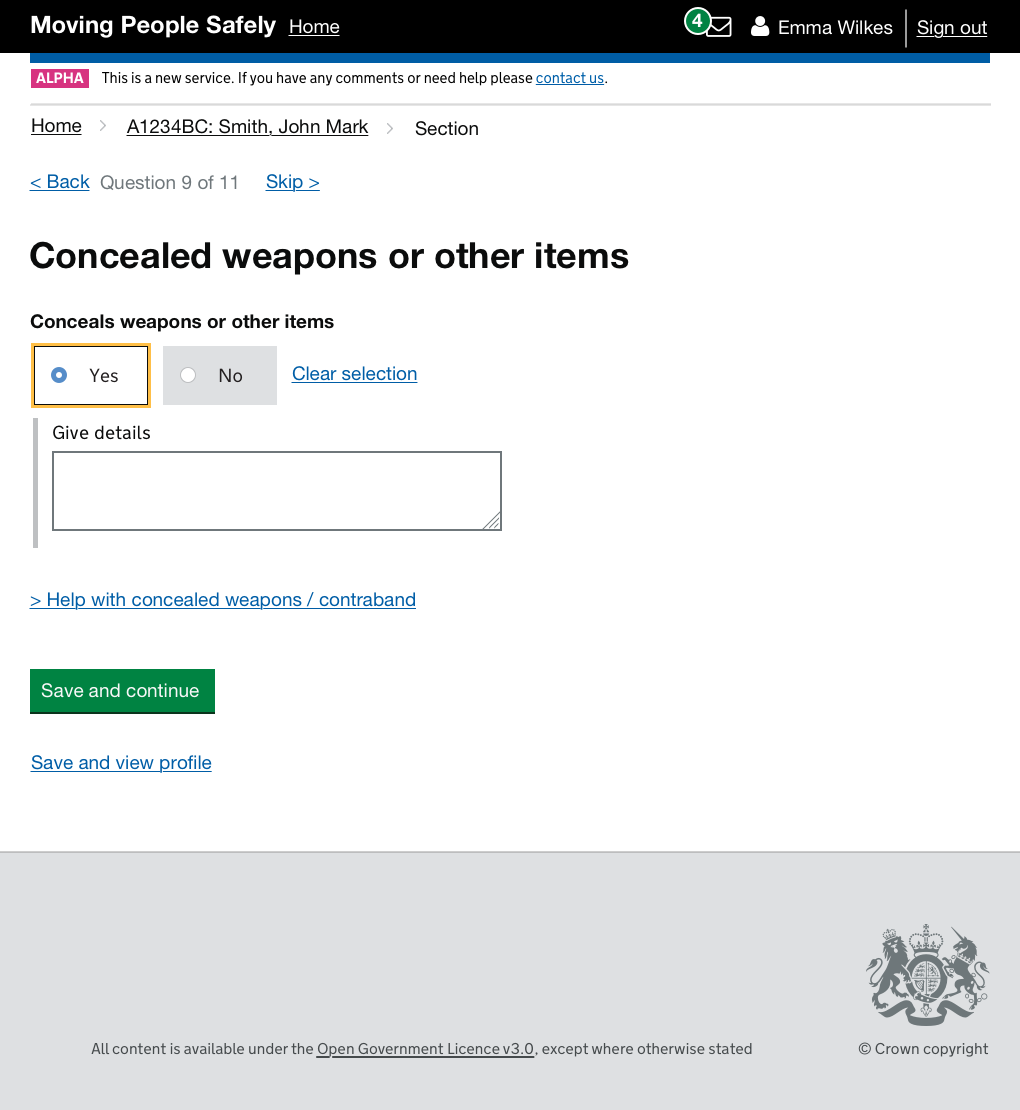 Moving People Safely Home 4 Emma Wilkes Sign out
ALPHA This is a new service. If you have any comments or need help please contact us.
Home > A1234BC: Smith, John Mark > Section
< Back Question 9 of 11 Skip >
Concealed weapons or other items
Conceals weapons or other items
Yes No Clear selection
Give details
> Help with concealed weapons / contraband
Save and continue
Save and view profile
All content is available under the Open Government Licence v3.0, except where otherwise stated © Crown copyright